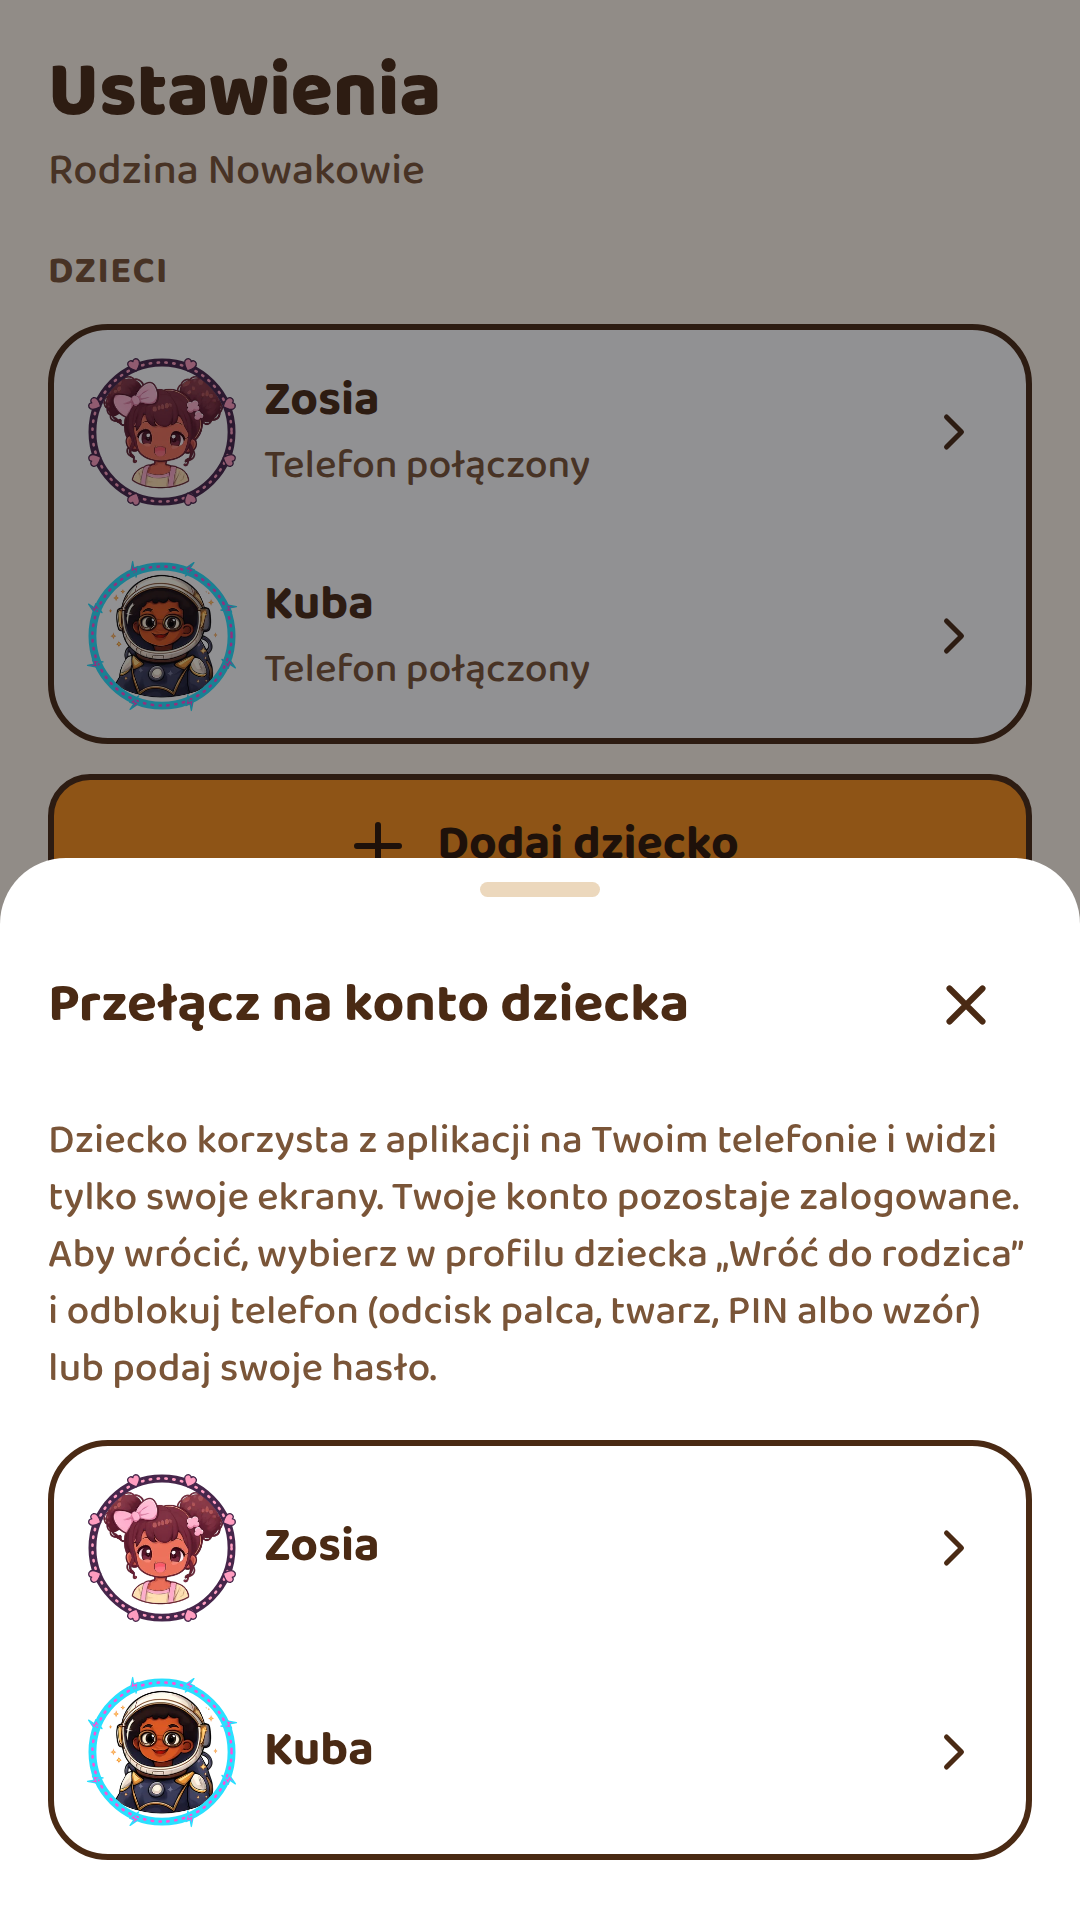 Ustawienia
Rodzina Nowakowie
DZIECI
Zosia
Telefon połączony
Kuba
Telefon połączony
Dodaj dziecko
Przełącz na konto dziecka
Dziecko korzysta z aplikacji na Twoim telefonie i widzi
tylko swoje ekrany. Twoje konto pozostaje zalogowane.
Aby wrócić, wybierz w profilu dziecka „Wróć do rodzica”
i odblokuj telefon (odcisk palca, twarz, PIN albo wzór)
lub podaj swoje hasło.
Zosia
Kuba